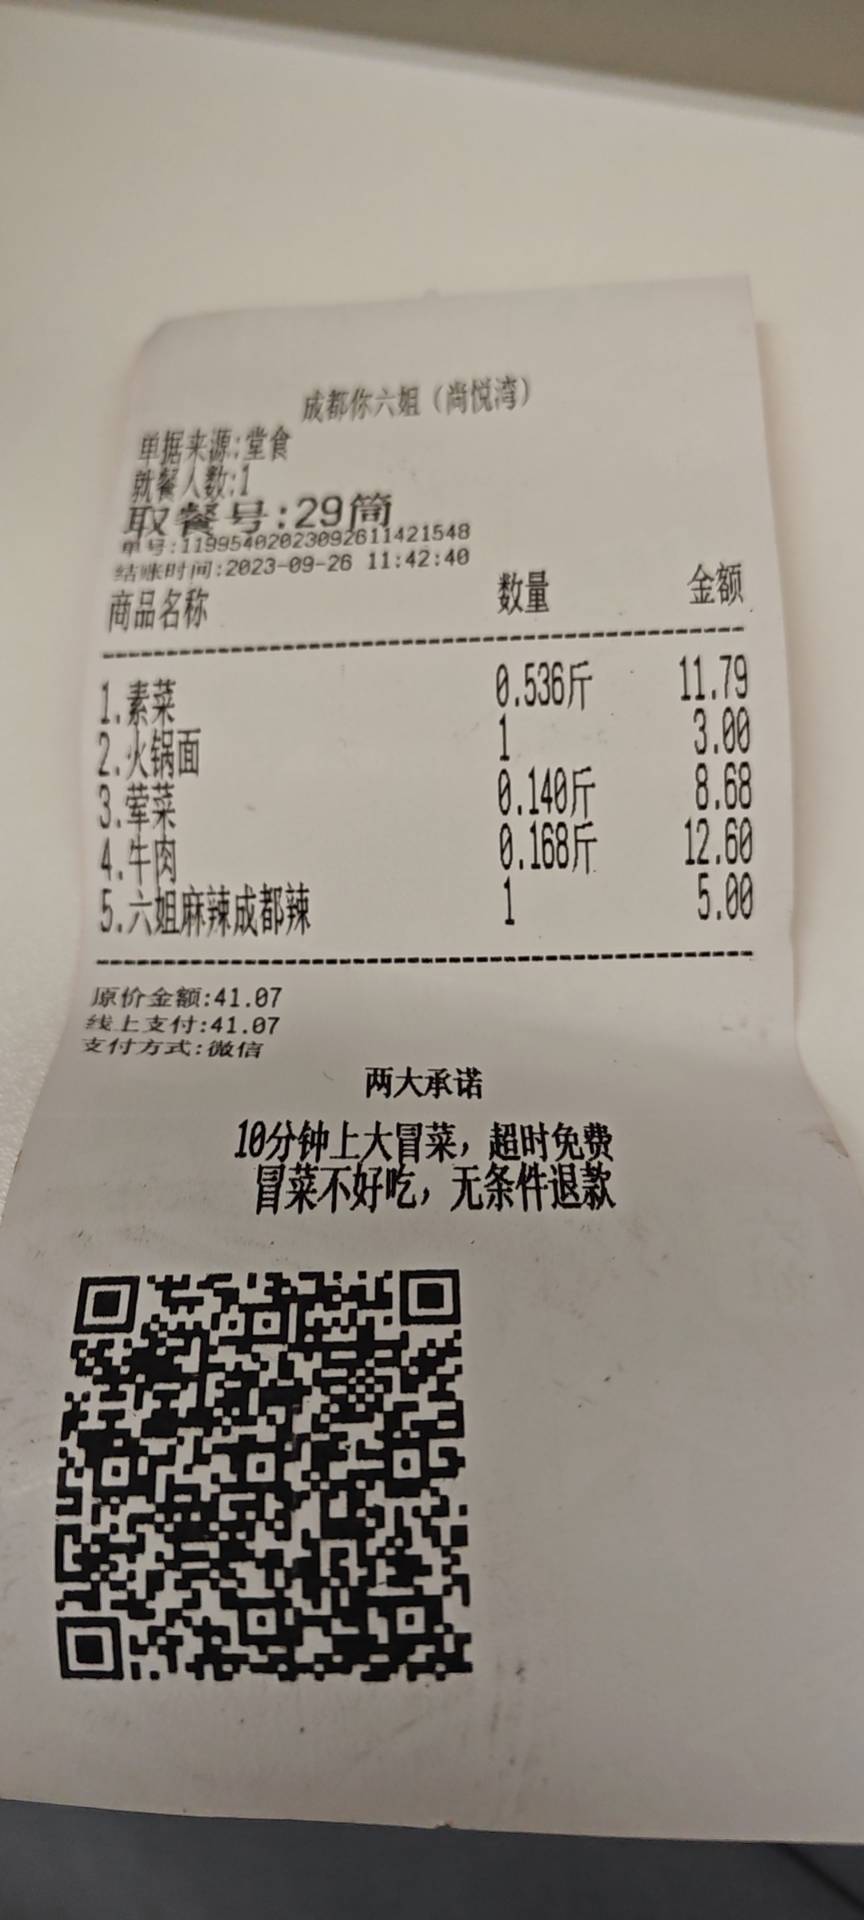 成都你六姐（尚悦湾）
单据来源:堂食
就餐人数:1
取餐号:29筒
单号:11995402023092611421548
结账时间:2023-09-26 11:42:40
商品名称 数量 金额
1.素菜 0.536斤 11.79
2.火锅面 1 3.00
3.荤菜 0.140斤 8.68
4.牛肉 0.168斤 12.60
5.六姐麻辣成都辣 1 5.00
原价金额:41.07
线上支付:41.07
支付方式:微信
两大承诺
10分钟上大冒菜，超时免费
冒菜不好吃，无条件退款